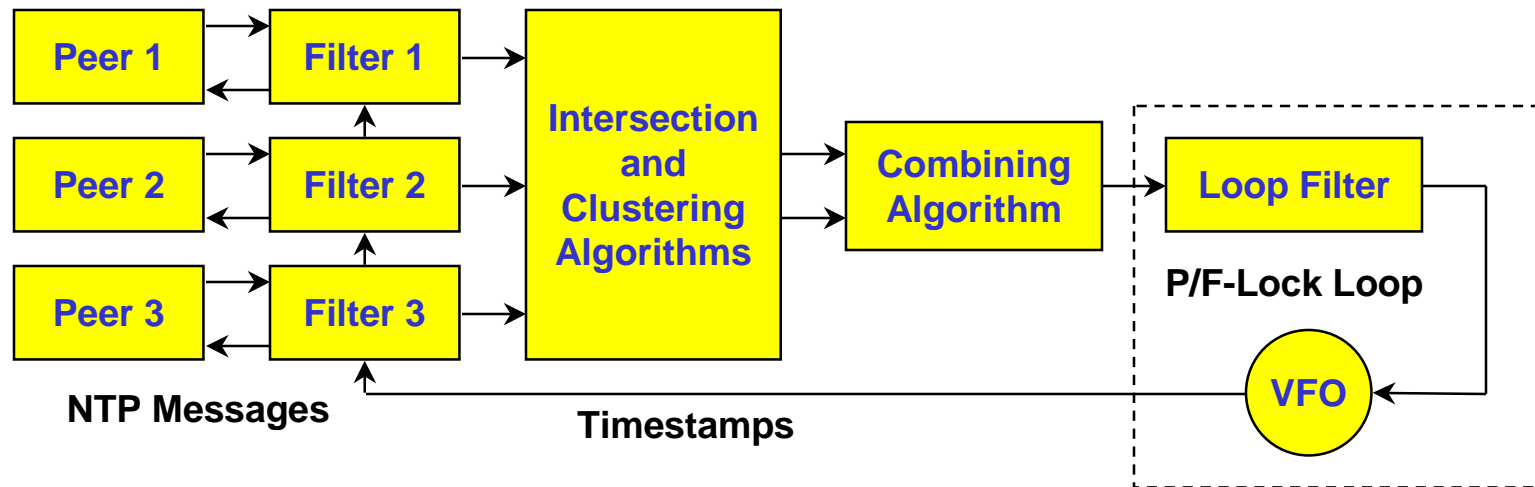 Peer 1
Filter 1
Peer 2
Filter 2
Peer 3
Filter 3
Intersection
and
Clustering
Algorithms
Combining
Algorithm
Loop Filter
P/F-Lock Loop
VFO
NTP Messages
Timestamps